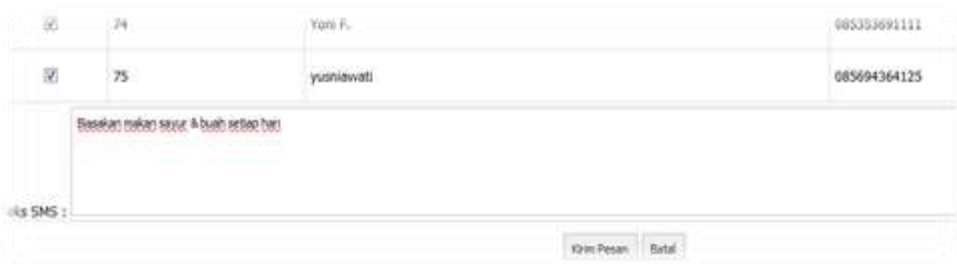 74 Yoni F. 085353691111
75 yusniawati 085694364125
Biasakan makan sayur & buah setiap hari
ks SMS :
Kirim Pesan Batal